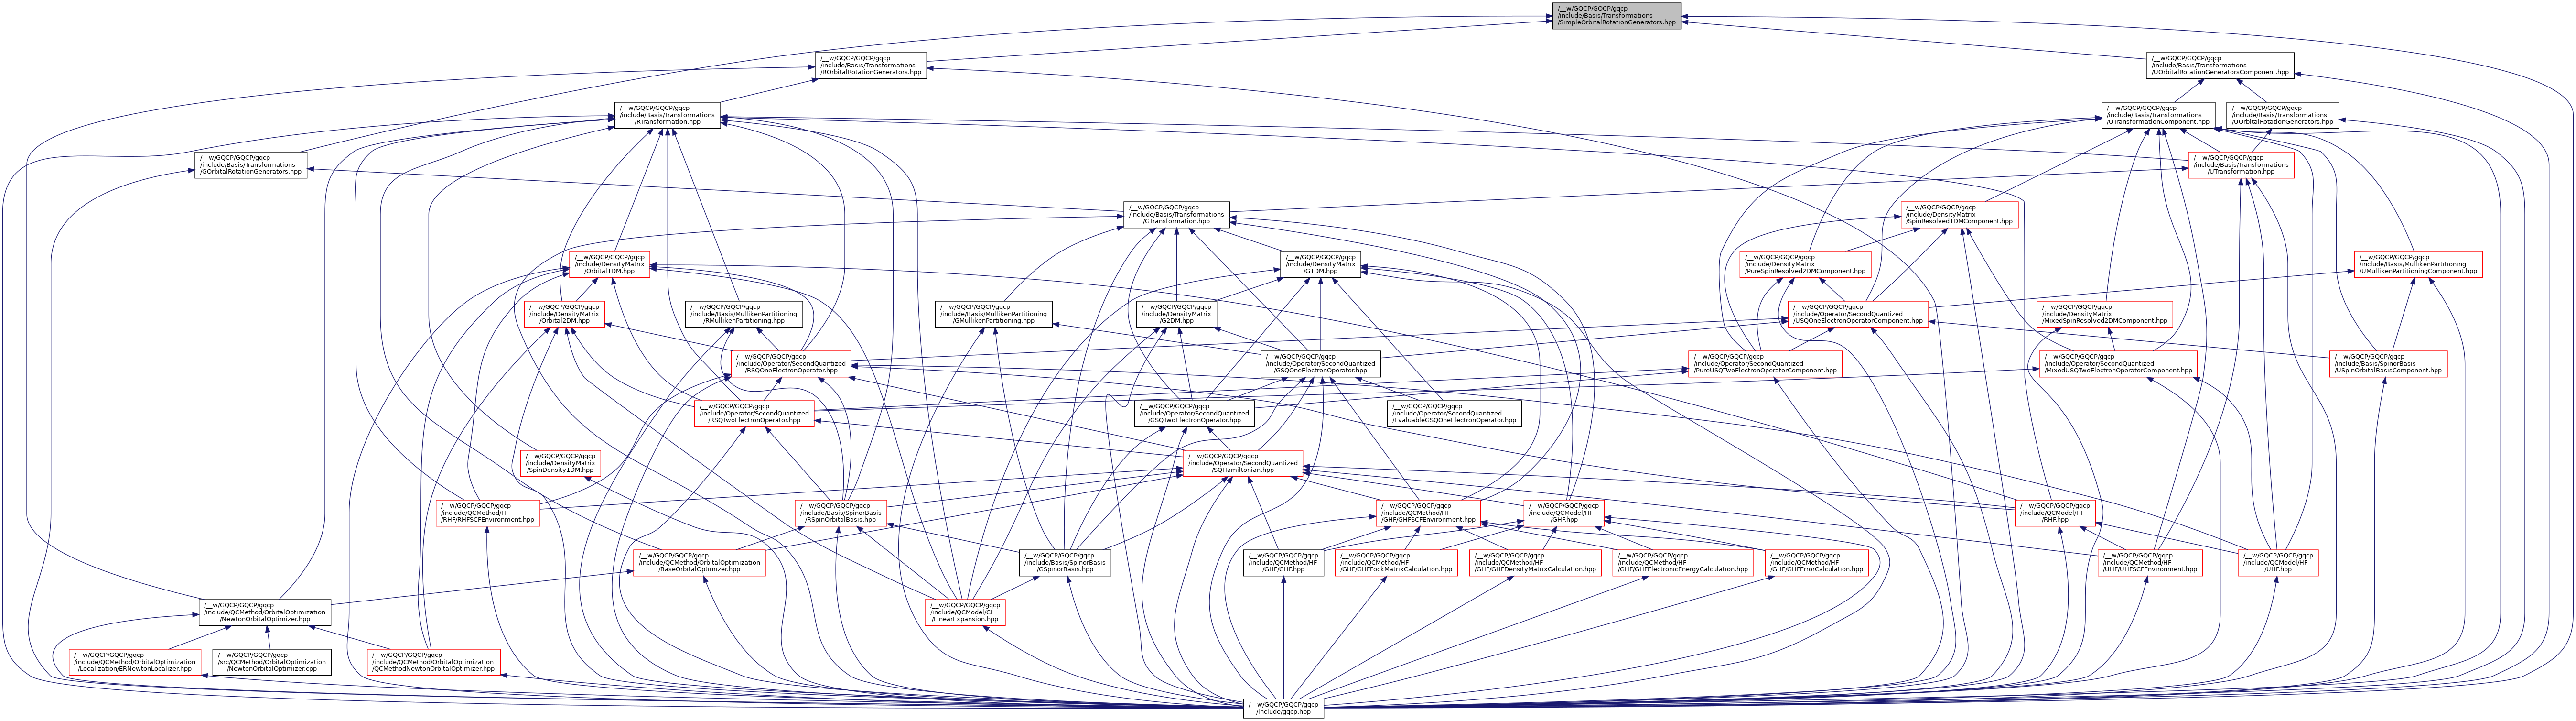 /__w/GQCP/GQCP/gqcp
/include/Basis/Transformations
/SimpleOrbitalRotationGenerators.hpp
/__w/GQCP/GQCP/gqcp
/include/Basis/Transformations
/ROrbitalRotationGenerators.hpp
/__w/GQCP/GQCP/gqcp
/include/Basis/Transformations
/UOrbitalRotationGeneratorsComponent.hpp
/__w/GQCP/GQCP/gqcp
/include/Basis/Transformations
/RTransformation.hpp
/__w/GQCP/GQCP/gqcp
/include/Basis/Transformations
/UTransformationComponent.hpp
/__w/GQCP/GQCP/gqcp
/include/Basis/Transformations
/UOrbitalRotationGenerators.hpp
/__w/GQCP/GQCP/gqcp
/include/Basis/Transformations
/GOrbitalRotationGenerators.hpp
/__w/GQCP/GQCP/gqcp
/include/Basis/Transformations
/UTransformation.hpp
/__w/GQCP/GQCP/gqcp
/include/Basis/Transformations
/GTransformation.hpp
/__w/GQCP/GQCP/gqcp
/include/DensityMatrix
/SpinResolved1DMComponent.hpp
/__w/GQCP/GQCP/gqcp
/include/DensityMatrix
/Orbital1DM.hpp
/__w/GQCP/GQCP/gqcp
/include/DensityMatrix
/G1DM.hpp
/__w/GQCP/GQCP/gqcp
/include/DensityMatrix
/PureSpinResolved2DMComponent.hpp
/__w/GQCP/GQCP/gqcp
/include/Basis/MullikenPartitioning
/UMullikenPartitioningComponent.hpp
/__w/GQCP/GQCP/gqcp
/include/DensityMatrix
/Orbital2DM.hpp
/__w/GQCP/GQCP/gqcp
/include/Basis/MullikenPartitioning
/RMullikenPartitioning.hpp
/__w/GQCP/GQCP/gqcp
/include/Basis/MullikenPartitioning
/GMullikenPartitioning.hpp
/__w/GQCP/GQCP/gqcp
/include/DensityMatrix
/G2DM.hpp
/__w/GQCP/GQCP/gqcp
/include/Operator/SecondQuantized
/USQOneElectronOperatorComponent.hpp
/__w/GQCP/GQCP/gqcp
/include/DensityMatrix
/MixedSpinResolved2DMComponent.hpp
/__w/GQCP/GQCP/gqcp
/include/Operator/SecondQuantized
/RSQOneElectronOperator.hpp
/__w/GQCP/GQCP/gqcp
/include/Operator/SecondQuantized
/GSQOneElectronOperator.hpp
/__w/GQCP/GQCP/gqcp
/include/Operator/SecondQuantized
/PureUSQTwoElectronOperatorComponent.hpp
/__w/GQCP/GQCP/gqcp
/include/Operator/SecondQuantized
/MixedUSQTwoElectronOperatorComponent.hpp
/__w/GQCP/GQCP/gqcp
/include/Basis/SpinorBasis
/USpinOrbitalBasisComponent.hpp
/__w/GQCP/GQCP/gqcp
/include/Operator/SecondQuantized
/RSQTwoElectronOperator.hpp
/__w/GQCP/GQCP/gqcp
/include/Operator/SecondQuantized
/GSQTwoElectronOperator.hpp
/__w/GQCP/GQCP/gqcp
/include/Operator/SecondQuantized
/EvaluableGSQOneElectronOperator.hpp
/__w/GQCP/GQCP/gqcp
/include/DensityMatrix
/SpinDensity1DM.hpp
/__w/GQCP/GQCP/gqcp
/include/Operator/SecondQuantized
/SQHamiltonian.hpp
/__w/GQCP/GQCP/gqcp
/include/QCMethod/HF
/RHF/RHFSCFEnvironment.hpp
/__w/GQCP/GQCP/gqcp
/include/Basis/SpinorBasis
/RSpinOrbitalBasis.hpp
/__w/GQCP/GQCP/gqcp
/include/QCMethod/HF
/GHF/GHFSCFEnvironment.hpp
/__w/GQCP/GQCP/gqcp
/include/QCModel/HF
/GHF.hpp
/__w/GQCP/GQCP/gqcp
/include/QCModel/HF
/RHF.hpp
/__w/GQCP/GQCP/gqcp
/include/QCMethod/OrbitalOptimization
/BaseOrbitalOptimizer.hpp
/__w/GQCP/GQCP/gqcp
/include/Basis/SpinorBasis
/GSpinorBasis.hpp
/__w/GQCP/GQCP/gqcp
/include/QCMethod/HF
/GHF/GHF.hpp
/__w/GQCP/GQCP/gqcp
/include/QCMethod/HF
/GHF/GHFFockMatrixCalculation.hpp
/__w/GQCP/GQCP/gqcp
/include/QCMethod/HF
/GHF/GHFDensityMatrixCalculation.hpp
/__w/GQCP/GQCP/gqcp
/include/QCMethod/HF
/GHF/GHFElectronicEnergyCalculation.hpp
/__w/GQCP/GQCP/gqcp
/include/QCMethod/HF
/GHF/GHFErrorCalculation.hpp
/__w/GQCP/GQCP/gqcp
/include/QCMethod/HF
/UHF/UHFSCFEnvironment.hpp
/__w/GQCP/GQCP/gqcp
/include/QCModel/HF
/UHF.hpp
/__w/GQCP/GQCP/gqcp
/include/QCMethod/OrbitalOptimization
/NewtonOrbitalOptimizer.hpp
/__w/GQCP/GQCP/gqcp
/include/QCModel/CI
/LinearExpansion.hpp
/__w/GQCP/GQCP/gqcp
/include/QCMethod/OrbitalOptimization
/Localization/ERNewtonLocalizer.hpp
/__w/GQCP/GQCP/gqcp
/src/QCMethod/OrbitalOptimization
/NewtonOrbitalOptimizer.cpp
/__w/GQCP/GQCP/gqcp
/include/QCMethod/OrbitalOptimization
/QCMethodNewtonOrbitalOptimizer.hpp
/__w/GQCP/GQCP/gqcp
/include/gqcp.hpp